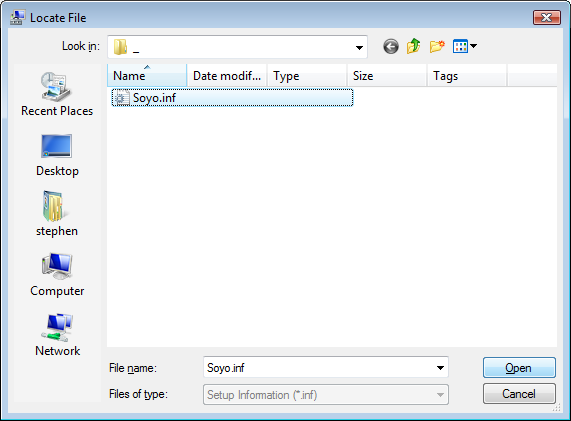 Locate File
Look in: _
Name Date modif... Type Size Tags
Soyo.inf
Recent Places
Desktop
stephen
Computer
Network
File name: Soyo.inf Open
Files of type: Setup Information (*.inf) Cancel